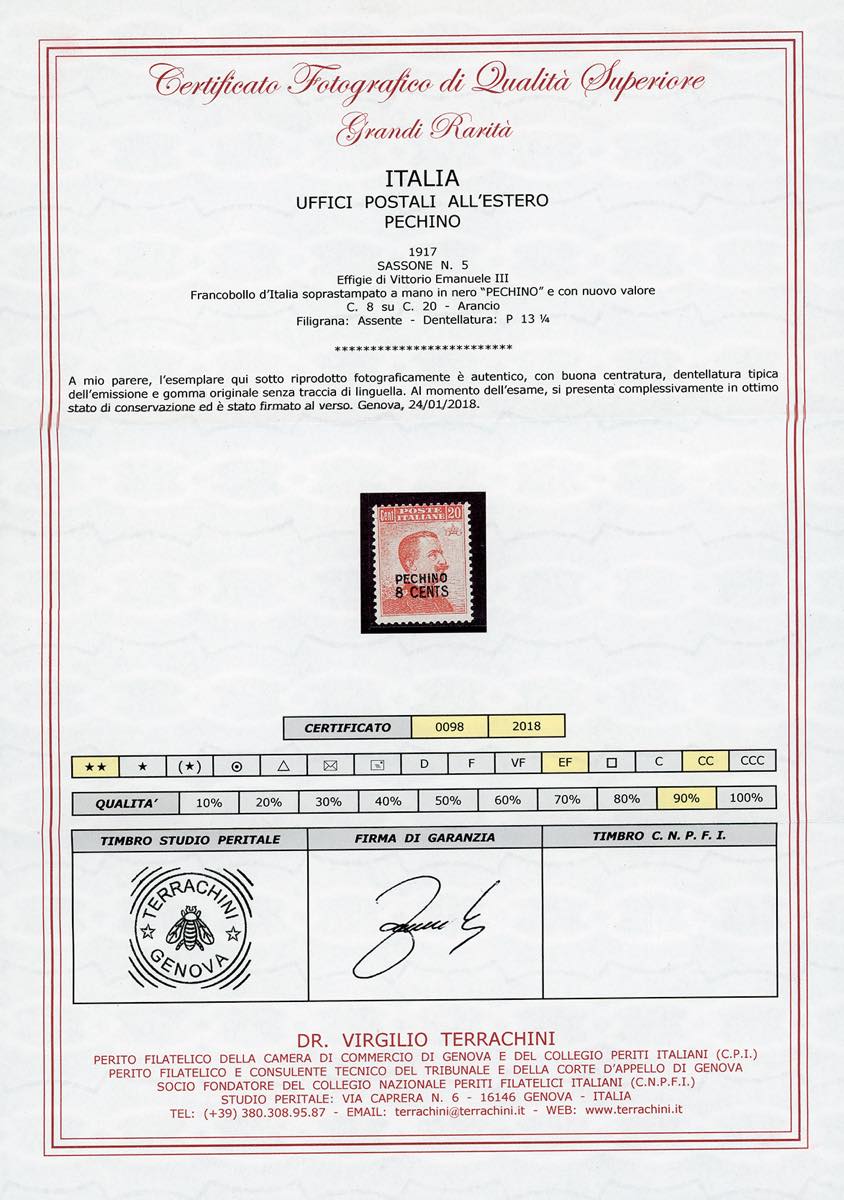 Certificato Fotografico di Qualità Superiore
Grandi Rarità
ITALIA
UFFICI POSTALI ALL'ESTERO
PECHINO
1917
SASSONE N. 5
Effigie di Vittorio Emanuele III
Francobollo d'Italia soprastampato a mano in nero "PECHINO" e con nuovo valore
C. 8 su C. 20 - Arancio
Filigrana: Assente - Dentellatura: P 13 ¼
*************************
A mio parere, l'esemplare qui sotto riprodotto fotograficamente è autentico, con buona centratura, dentellatura tipica
dell'emissione e gomma originale senza traccia di linguella. Al momento dell'esame, si presenta complessivamente in ottimo
stato di conservazione ed è stato firmato al verso. Genova, 24/01/2018.
Cent POSTE ITALIANE 20
PECHINO
8 CENTS
CERTIFICATO 0098 2018
★★ ★ (★) ⊙ △ ✉ D F VF EF □ C CC CCC
QUALITA' 10% 20% 30% 40% 50% 60% 70% 80% 90% 100%
TIMBRO STUDIO PERITALE FIRMA DI GARANZIA TIMBRO C. N. P. F. I.
TERRACHINI
GENOVA
DR. VIRGILIO TERRACHINI
PERITO FILATELICO DELLA CAMERA DI COMMERCIO DI GENOVA E DEL COLLEGIO PERITI ITALIANI (C.P.I.)
PERITO FILATELICO E CONSULENTE TECNICO DEL TRIBUNALE E DELLA CORTE D'APPELLO DI GENOVA
SOCIO FONDATORE DEL COLLEGIO NAZIONALE PERITI FILATELICI ITALIANI (C.N.P.F.I.)
STUDIO PERITALE: VIA CAPRERA N. 6 - 16146 GENOVA - ITALIA
TEL: (+39) 380.308.95.87 - EMAIL: terrachini@terrachini.it - WEB: www.terrachini.it